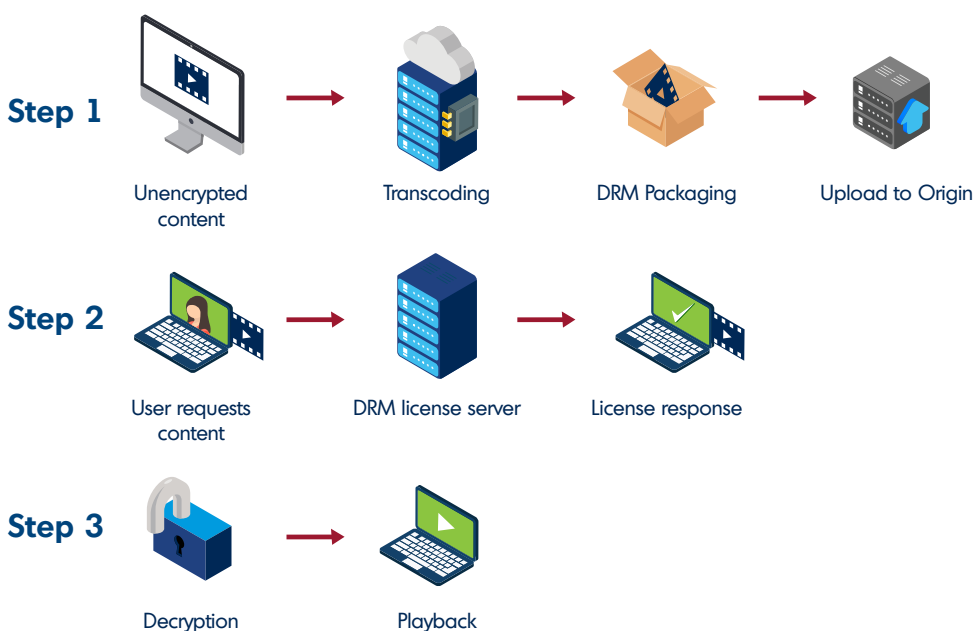 Step 1
Unencrypted
content
Transcoding
DRM Packaging
Upload to Origin
Step 2
User requests
content
DRM license server
License response
Step 3
Decryption
Playback